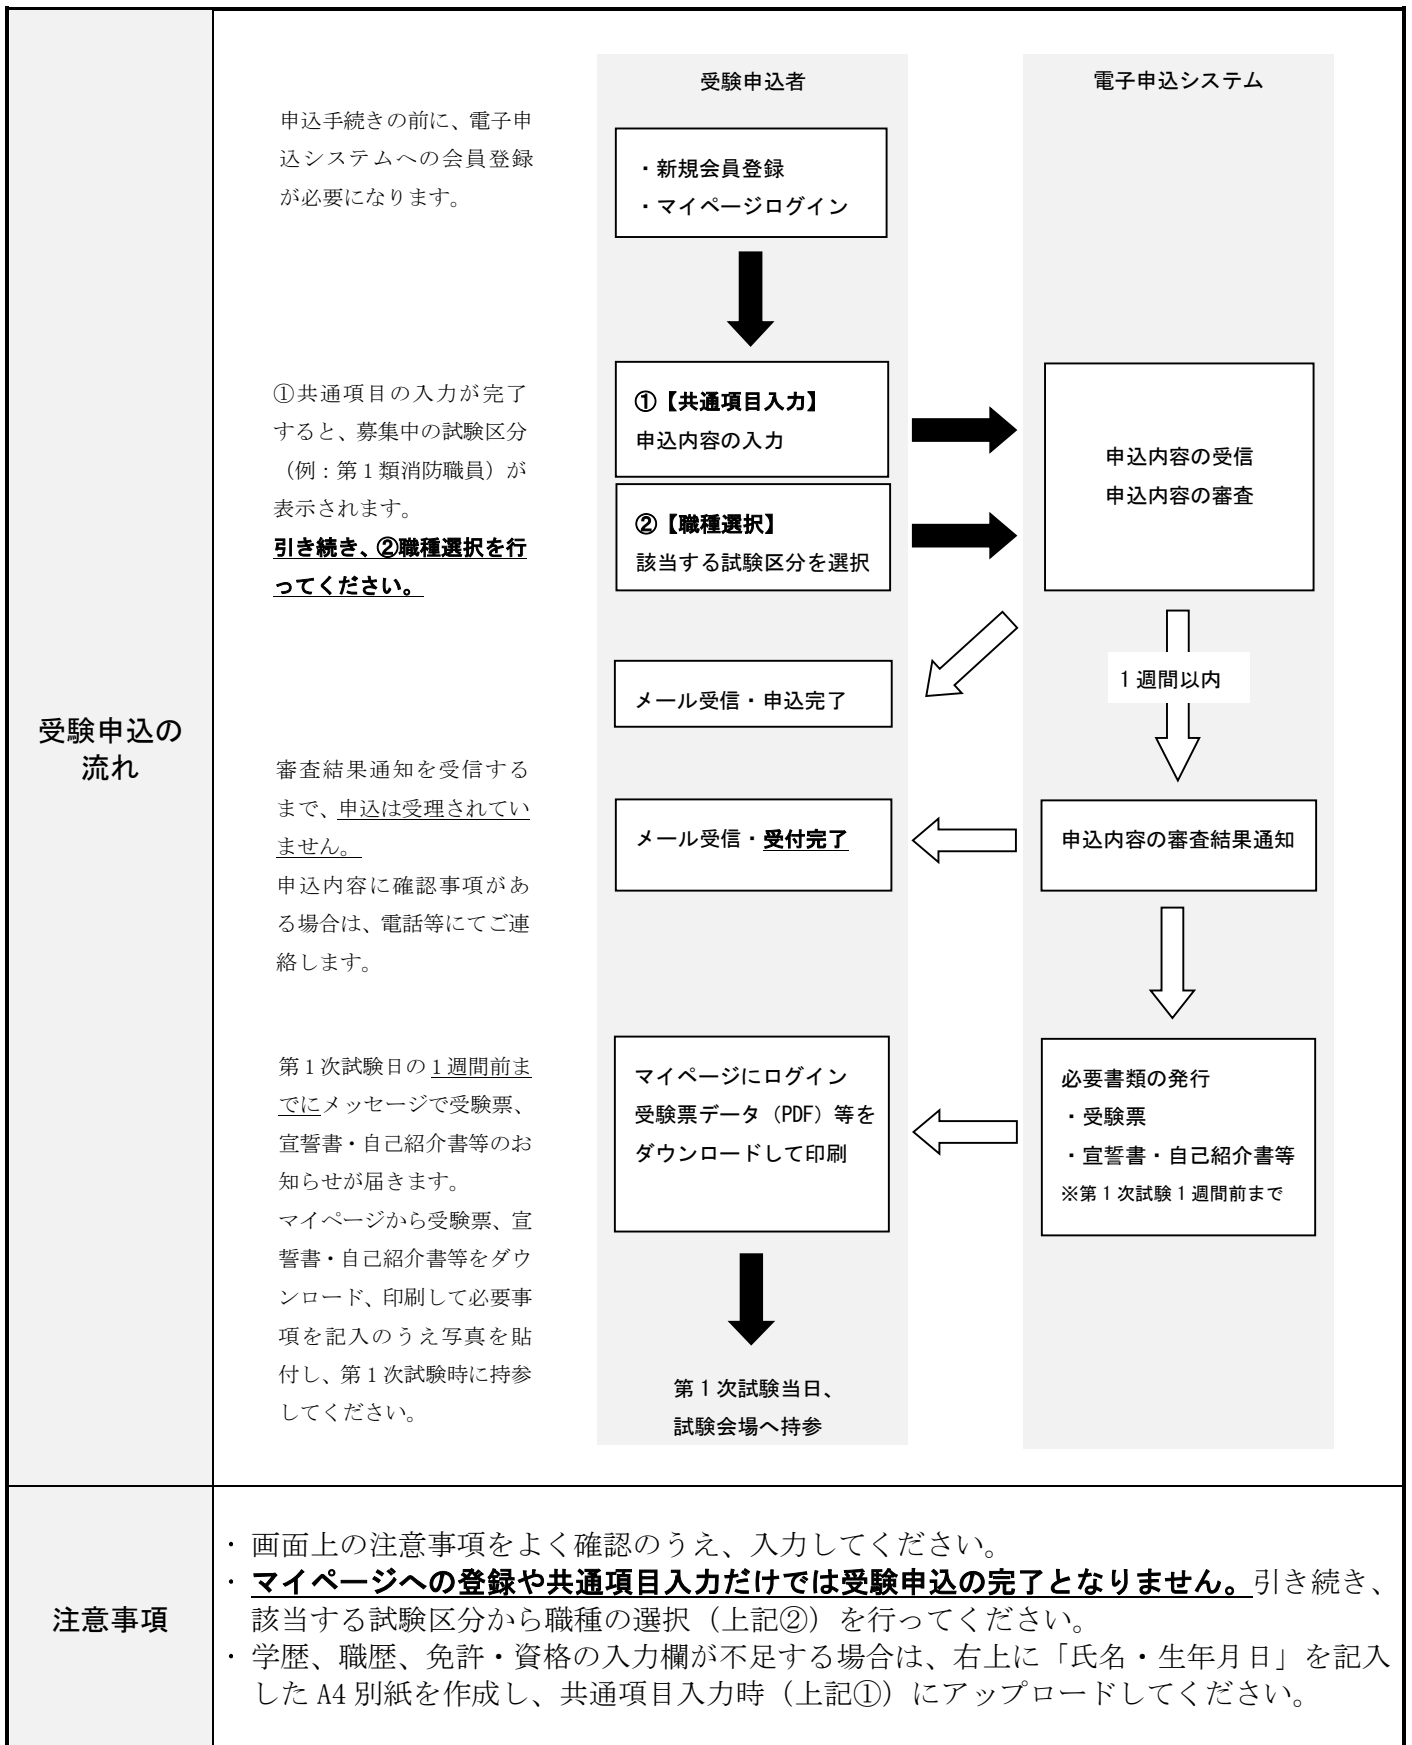 受験申込の
流れ
受験申込者
電子申込システム
申込手続きの前に、電子申
込システムへの会員登録
が必要になります。
・新規会員登録
・マイページログイン
①共通項目の入力が完了
すると、募集中の試験区分
（例：第１類消防職員）が
表示されます。
引き続き、②職種選択を行
ってください。
①【共通項目入力】
申込内容の入力
②【職種選択】
該当する試験区分を選択
申込内容の受信
申込内容の審査
メール受信・申込完了
１週間以内
審査結果通知を受信する
まで、申込は受理されてい
ません。
申込内容に確認事項があ
る場合は、電話等にてご連
絡します。
メール受信・受付完了
申込内容の審査結果通知
第１次試験日の１週間前ま
でにメッセージで受験票、
宣誓書・自己紹介書等のお
知らせが届きます。
マイページから受験票、宣
誓書・自己紹介書等をダウ
ンロード、印刷して必要事
項を記入のうえ写真を貼
付し、第１次試験時に持参
してください。
マイページにログイン
受験票データ（PDF）等を
ダウンロードして印刷
必要書類の発行
・受験票
・宣誓書・自己紹介書等
※第１次試験１週間前まで
第１次試験当日、
試験会場へ持参
注意事項
・画面上の注意事項をよく確認のうえ、入力してください。
・マイページへの登録や共通項目入力だけでは受験申込の完了となりません。引き続き、
該当する試験区分から職種の選択（上記②）を行ってください。
・学歴、職歴、免許・資格の入力欄が不足する場合は、右上に「氏名・生年月日」を記入
した A4 別紙を作成し、共通項目入力時（上記①）にアップロードしてください。